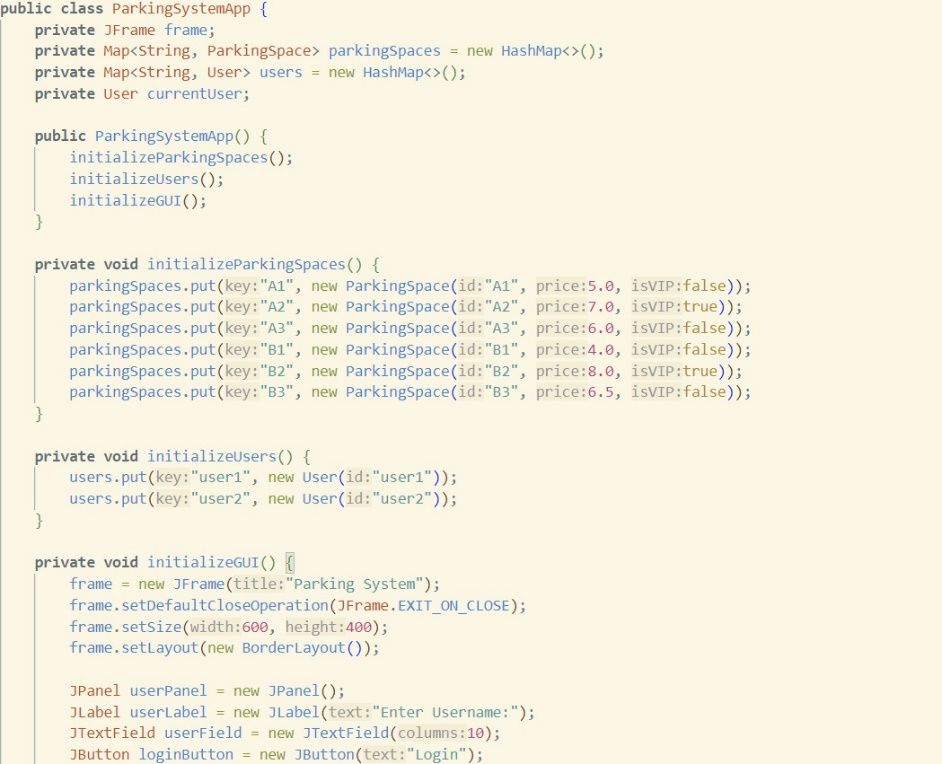 public class ParkingSystemApp {
    private JFrame frame;
    private Map<String, ParkingSpace> parkingSpaces = new HashMap<>();
    private Map<String, User> users = new HashMap<>();
    private User currentUser;

    public ParkingSystemApp() {
        initializeParkingSpaces();
        initializeUsers();
        initializeGUI();
    }

    private void initializeParkingSpaces() {
        parkingSpaces.put(key:"A1", new ParkingSpace(id:"A1", price:5.0, isVIP:false));
        parkingSpaces.put(key:"A2", new ParkingSpace(id:"A2", price:7.0, isVIP:true));
        parkingSpaces.put(key:"A3", new ParkingSpace(id:"A3", price:6.0, isVIP:false));
        parkingSpaces.put(key:"B1", new ParkingSpace(id:"B1", price:4.0, isVIP:false));
        parkingSpaces.put(key:"B2", new ParkingSpace(id:"B2", price:8.0, isVIP:true));
        parkingSpaces.put(key:"B3", new ParkingSpace(id:"B3", price:6.5, isVIP:false));
    }

    private void initializeUsers() {
        users.put(key:"user1", new User(id:"user1"));
        users.put(key:"user2", new User(id:"user2"));
    }

    private void initializeGUI() {
        frame = new JFrame(title:"Parking System");
        frame.setDefaultCloseOperation(JFrame.EXIT_ON_CLOSE);
        frame.setSize(width:600, height:400);
        frame.setLayout(new BorderLayout());

        JPanel userPanel = new JPanel();
        JLabel userLabel = new JLabel(text:"Enter Username:");
        JTextField userField = new JTextField(columns:10);
        JButton loginButton = new JButton(text:"Login");